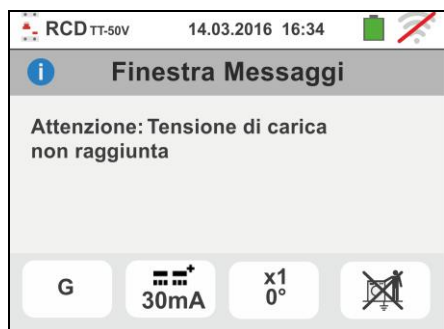 RCD TT-50V 14.03.2016 16:34
i Finestra Messaggi
Attenzione: Tensione di carica
non raggiunta
G
30mA
x1
0°